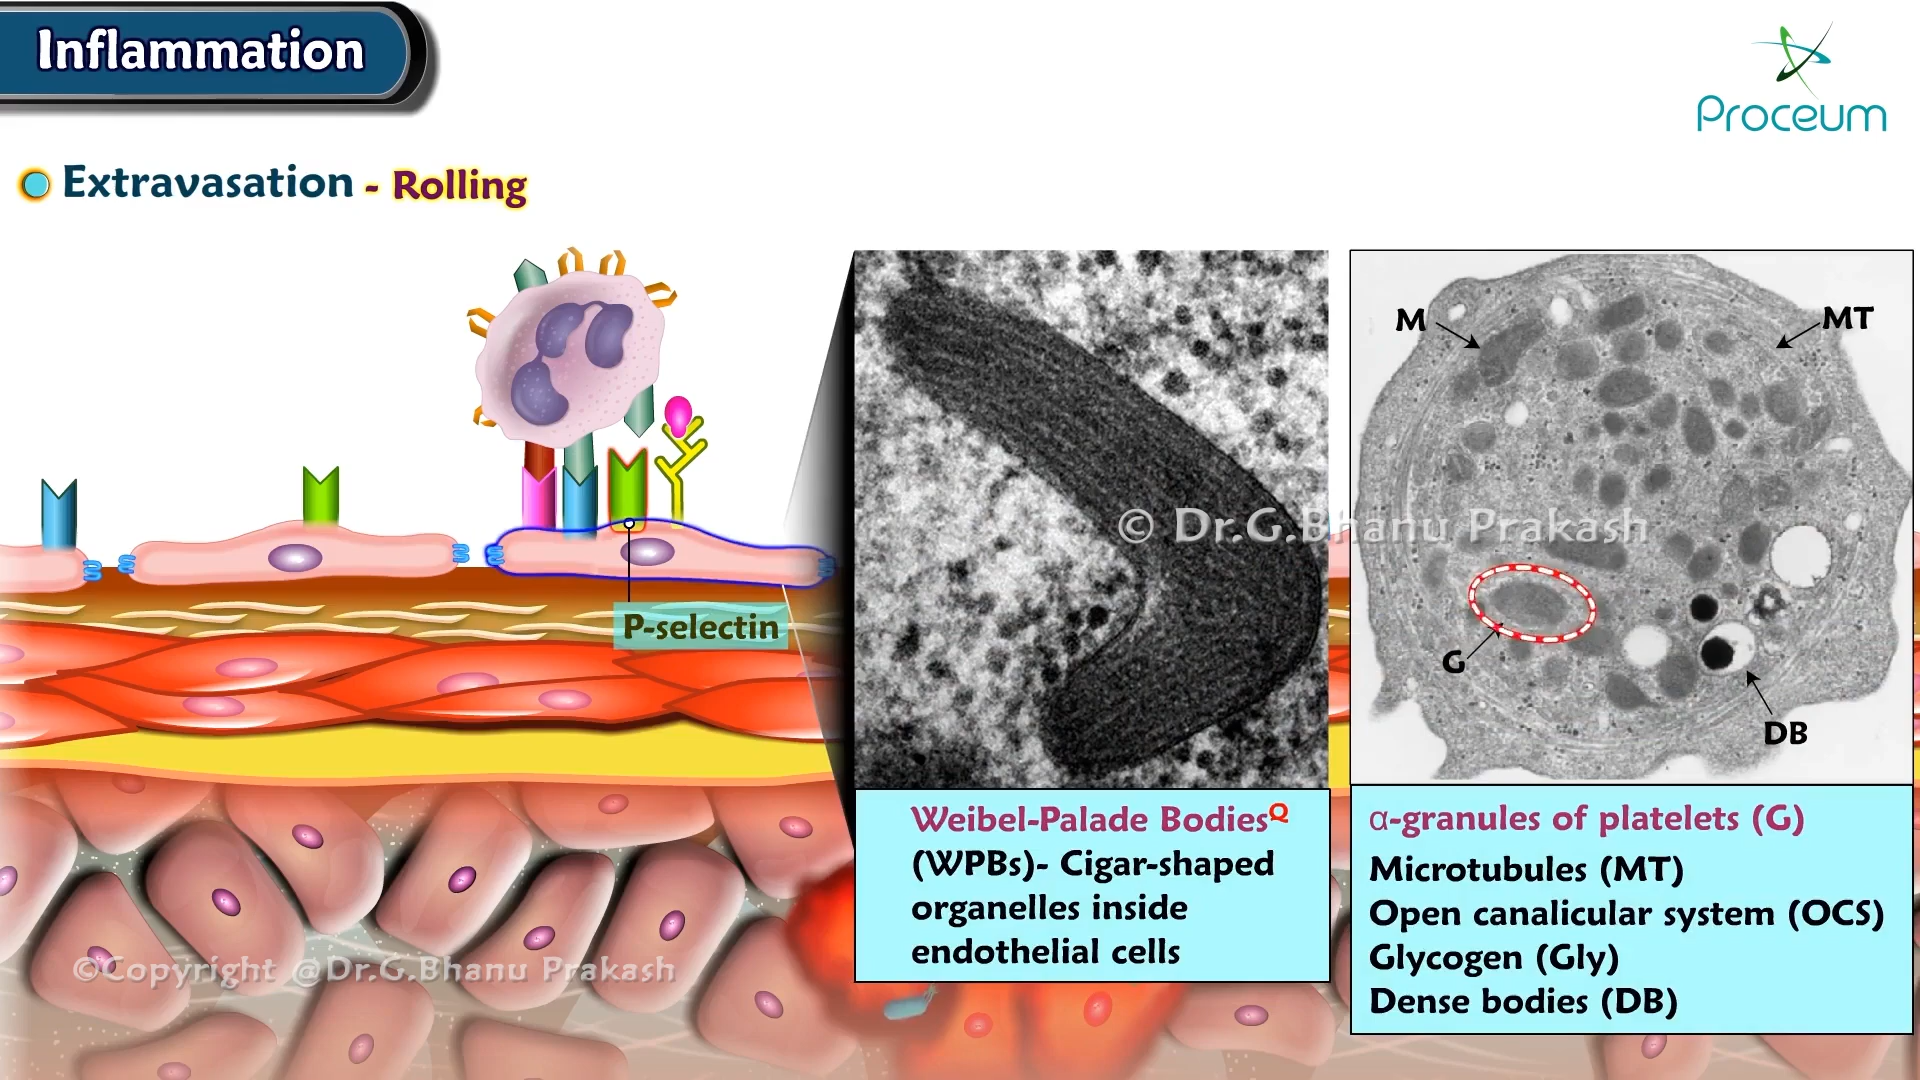 Inflammation
Proceum
Extravasation - Rolling
M
MT
© Dr.G.Bhanu Prakash
P-selectin
G
DB
Weibel-Palade BodiesQ
(WPBs)- Cigar-shaped
organelles inside
endothelial cells
α-granules of platelets (G)
Microtubules (MT)
Open canalicular system (OCS)
Glycogen (Gly)
Dense bodies (DB)
©Copyright @Dr.G.Bhanu Prakash